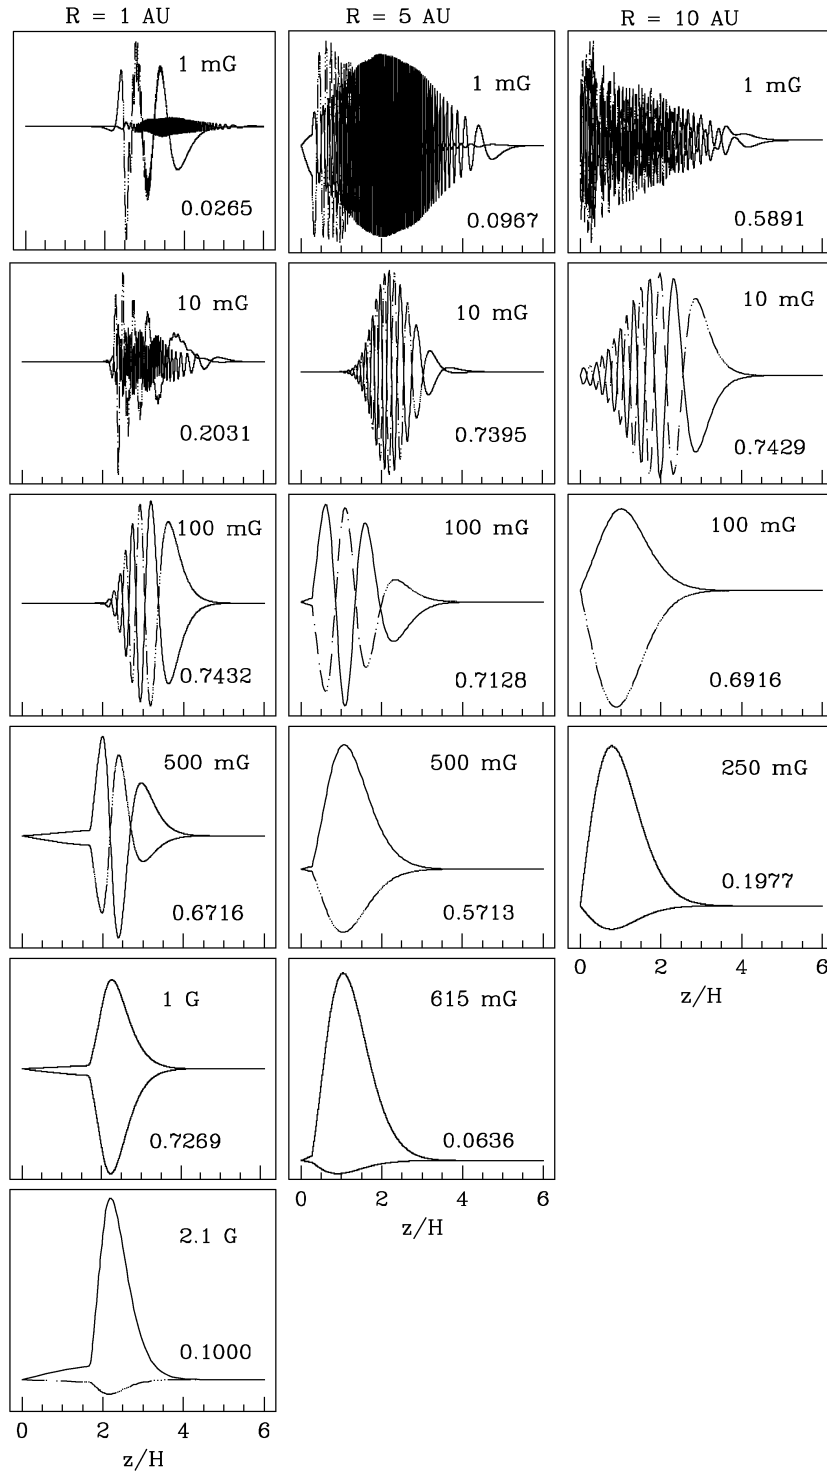 R = 1 AU R = 5 AU R = 10 AU
1 mG 1 mG 1 mG
0.0265 0.0967 0.5891
10 mG 10 mG 10 mG
0.2031 0.7395 0.7429
100 mG 100 mG 100 mG
0.7432 0.7128 0.6916
500 mG 500 mG 250 mG
0.6716 0.5713 0.1977
0 2 4 6
z/H
1 G 615 mG
0.7269 0.0636
0 2 4 6
z/H
2.1 G
0.1000
0 2 4 6
z/H